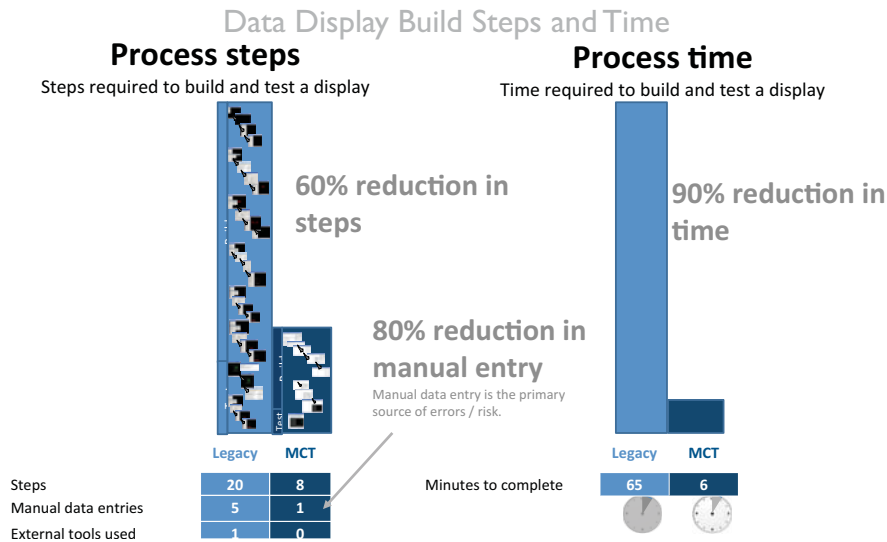 Data Display Build Steps and Time
Process steps
Steps required to build and test a display
Process time
Time required to build and test a display
60% reduction in
steps
90% reduction in
time
80% reduction in
manual entry
Manual data entry is the primary
source of errors / risk.
Test
Legacy MCT
Steps 20 8
Manual data entries 5 1
External tools used 1 0
Legacy MCT
Minutes to complete 65 6